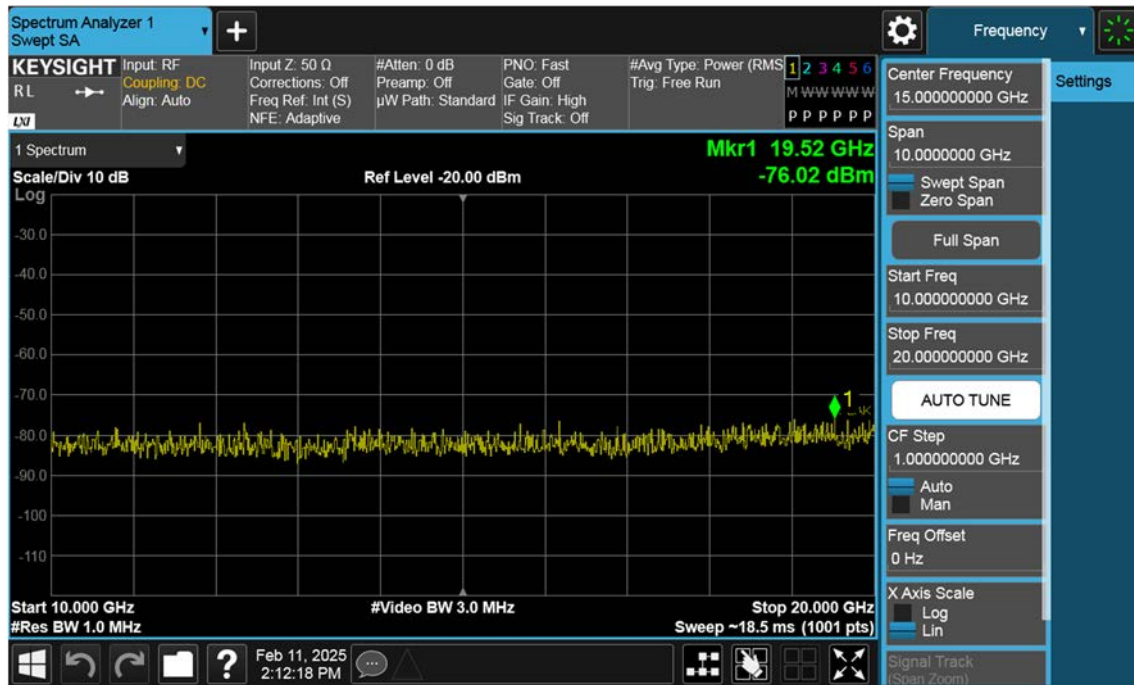 Spectrum Analyzer 1
Swept SA
Frequency
KEYSIGHT
RL
LXI
Input: RF
Coupling: DC
Align: Auto
Input Z: 50 Ω
Corrections: Off
Freq Ref: Int (S)
NFE: Adaptive
#Atten: 0 dB
Preamp: Off
µW Path: Standard
PNO: Fast
Gate: Off
IF Gain: High
Sig Track: Off
#Avg Type: Power (RMS
Trig: Free Run
1 2 3 4 5 6
M W W W W W
P P P P P P
1 Spectrum
Scale/Div 10 dB
Ref Level -20.00 dBm
Mkr1 19.52 GHz
-76.02 dBm
Log
-30.0
-40.0
-50.0
-60.0
-70.0
-80.0
-90.0
-100
-110
1
Start 10.000 GHz
#Video BW 3.0 MHz
Stop 20.000 GHz
#Res BW 1.0 MHz
Sweep ~18.5 ms (1001 pts)
?
Feb 11, 2025
2:12:18 PM
Center Frequency
15.000000000 GHz
Span
10.0000000 GHz
Swept Span
Zero Span
Full Span
Start Freq
10.000000000 GHz
Stop Freq
20.000000000 GHz
AUTO TUNE
CF Step
1.000000000 GHz
Auto
Man
Freq Offset
0 Hz
X Axis Scale
Log
Lin
Signal Track
(Span Zoom)
Settings